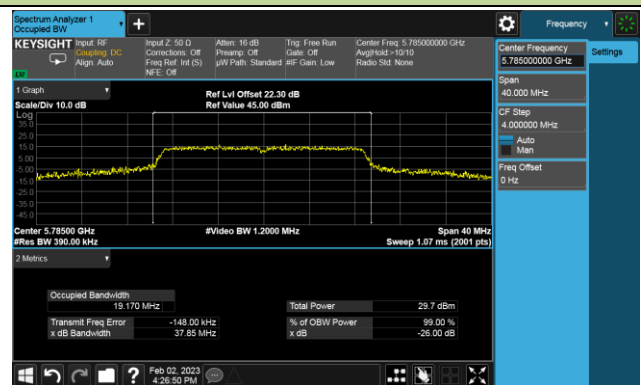 Spectrum Analyzer 1
Occupied BW
Frequency
KEYSIGHT
Input: RF
Coupling: DC
Align: Auto
Input Z: 50 Ω
Corrections: Off
Freq Ref: Int (S)
NFE: Off
Atten: 16 dB
Preamp: Off
µW Path: Standard
Trig: Free Run
Gate: Off
#IF Gain: Low
Center Freq: 5.785000000 GHz
Avg|Hold:>10/10
Radio Std: None
Center Frequency
5.785000000 GHz
Settings
Span
40.000 MHz
CF Step
4.000000 MHz
Auto
Man
Freq Offset
0 Hz
1 Graph
Scale/Div 10.0 dB
Ref Lvl Offset 22.30 dB
Ref Value 45.00 dBm
Log
35.0
25.0
15.0
5.00
-5.00
-15.0
-25.0
-35.0
-45.0
Center 5.78500 GHz
#Res BW 390.00 kHz
#Video BW 1.2000 MHz
Span 40 MHz
Sweep 1.07 ms (2001 pts)
2 Metrics
Occupied Bandwidth
19.170 MHz
Total Power 29.7 dBm
Transmit Freq Error -148.00 kHz
% of OBW Power 99.00 %
x dB Bandwidth 37.85 MHz
x dB -26.00 dB
Feb 02, 2023
4:26:50 PM